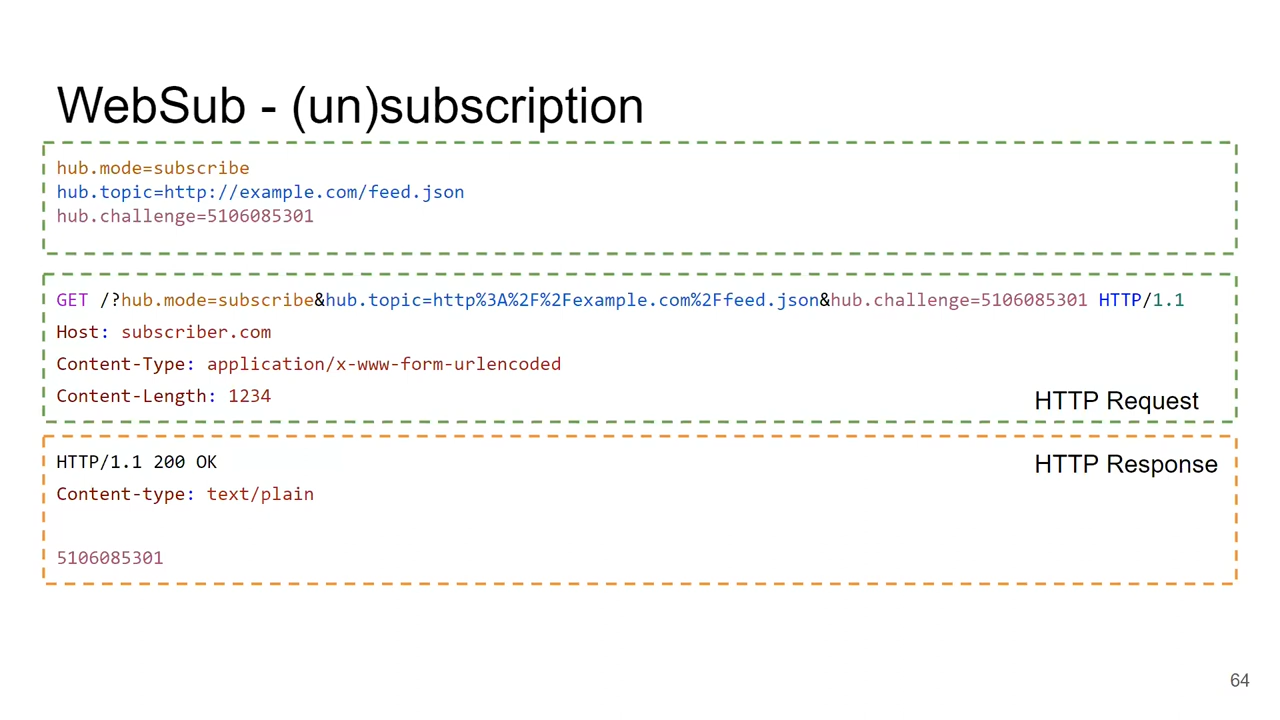 WebSub - (un)subscription
hub.mode=subscribe
hub.topic=http://example.com/feed.json
hub.challenge=5106085301
GET /?hub.mode=subscribe&hub.topic=http%3A%2F%2Fexample.com%2Ffeed.json&hub.challenge=5106085301 HTTP/1.1
Host: subscriber.com
Content-Type: application/x-www-form-urlencoded
Content-Length: 1234
HTTP Request
HTTP/1.1 200 OK
HTTP Response
Content-type: text/plain
5106085301
64